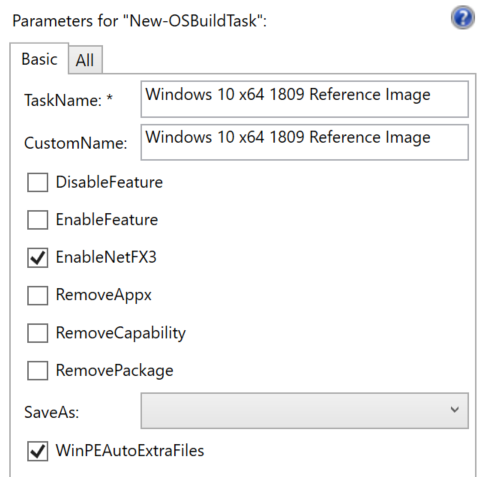 Parameters for "New-OSBuildTask":
?
Basic All
TaskName: * Windows 10 x64 1809 Reference Image
CustomName: Windows 10 x64 1809 Reference Image
DisableFeature
EnableFeature
EnableNetFX3
RemoveAppx
RemoveCapability
RemovePackage
SaveAs:
WinPEAutoExtraFiles